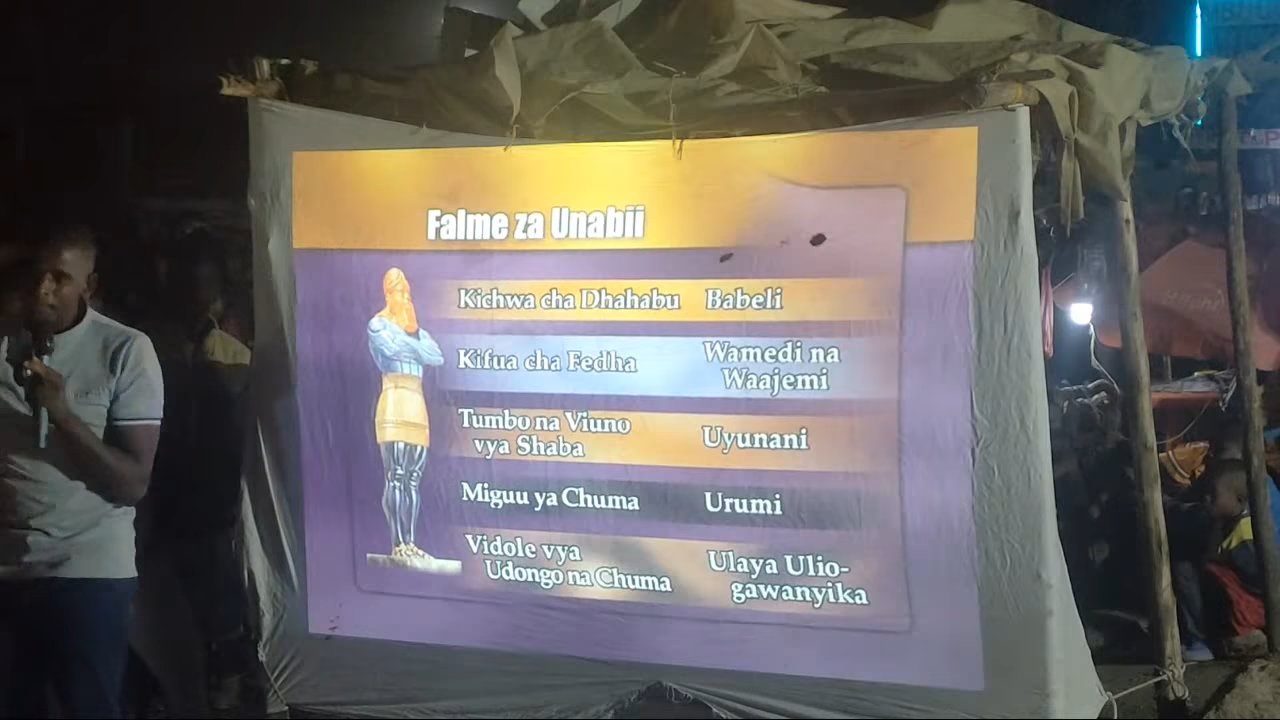 Falme za Unabii
Kichwa cha Dhahabu Babeli
Kifua cha Fedha
Wamedi na
Waajemi
Tumbo na Viuno
vya Shaba
Uyunani
Miguu ya Chuma Urumi
Vidole vya
Udongo na Chuma
Ulaya Ulio-
gawanyika